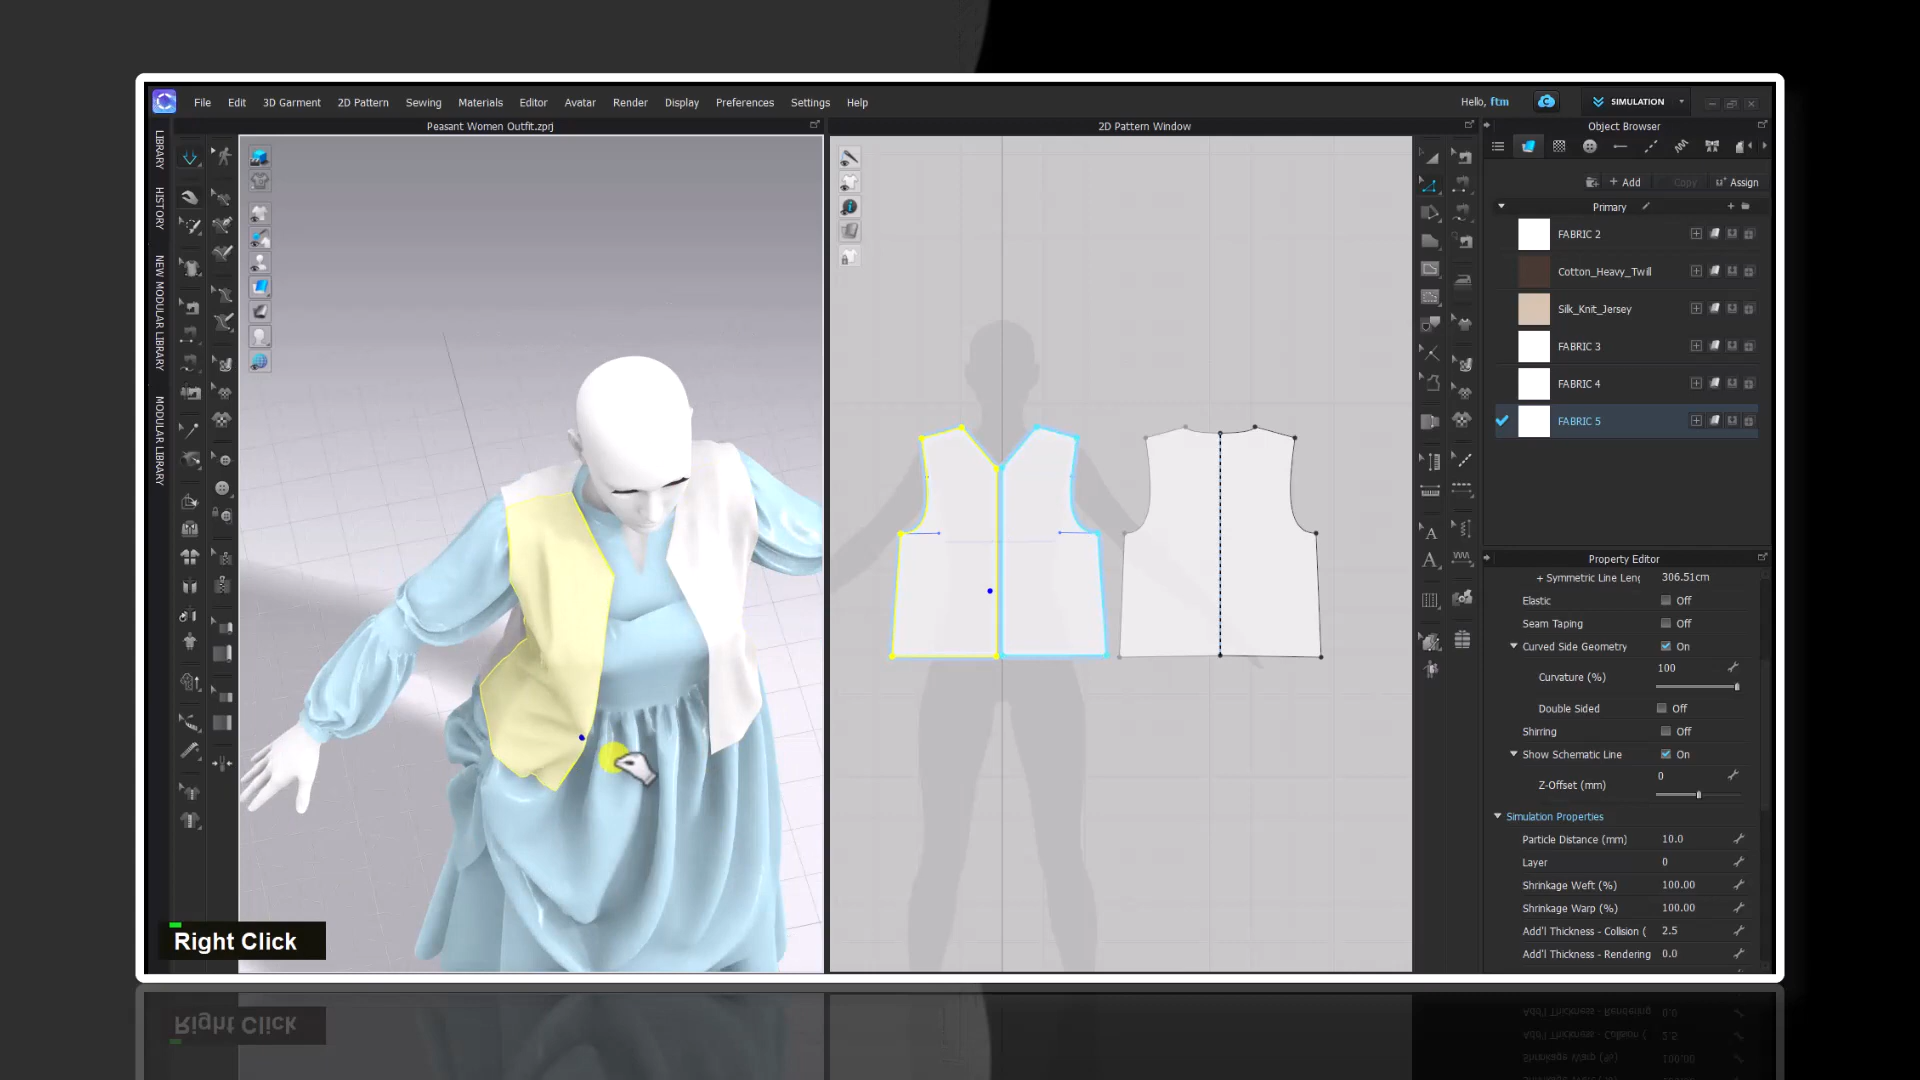 File Edit 3D Garment 2D Pattern Sewing Materials Editor Avatar Render Display Preferences Settings Help
Hello, ftm
SIMULATION
Peasant Women Outfit.zprj
2D Pattern Window
Object Browser
LIBRARY
HISTORY
NEW MODULAR LIBRARY
MODULAR LIBRARY
+ Add
Copy
Assign
Primary
FABRIC 2
Cotton_Heavy_Twill
Silk_Knit_Jersey
FABRIC 3
FABRIC 4
FABRIC 5
Property Editor
+ Symmetric Line Leng 306.51cm
Elastic Off
Seam Taping Off
Curved Side Geometry On
Curvature (%) 100
Double Sided Off
Shirring Off
Show Schematic Line On
Z-Offset (mm) 0
Simulation Properties
Particle Distance (mm) 10.0
Layer 0
Shrinkage Weft (%) 100.00
Shrinkage Warp (%) 100.00
Add'l Thickness - Collision ( 2.5
Add'l Thickness - Rendering 0.0
Right Click